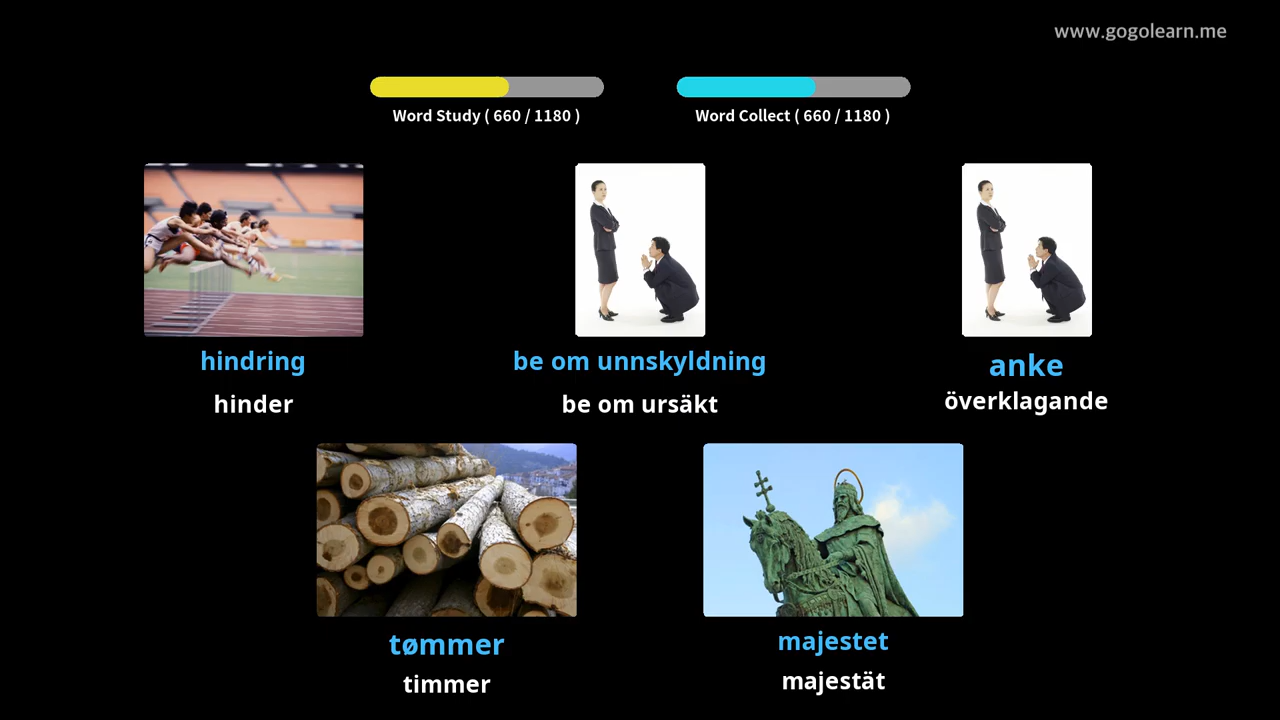 www.gogolearn.me
Word Study ( 660 / 1180 )
Word Collect ( 660 / 1180 )
hindring
hinder
be om unnskyldning
be om ursäkt
anke
överklagande
tømmer
timmer
majestet
majestät